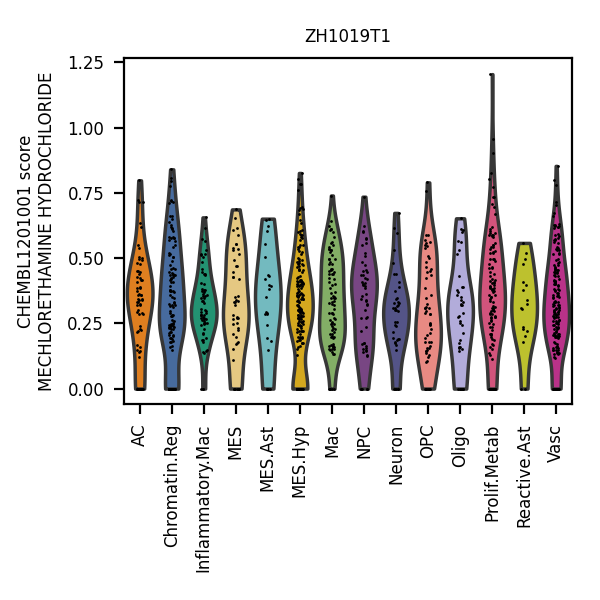 ZH1019T1
CHEMBL1201001 score
MECHLORETHAMINE HYDROCHLORIDE
1.25
1.00
0.75
0.50
0.25
0.00
AC
Chromatin.Reg
Inflammatory.Mac
MES
MES.Ast
MES.Hyp
Mac
NPC
Neuron
OPC
Oligo
Prolif.Metab
Reactive.Ast
Vasc